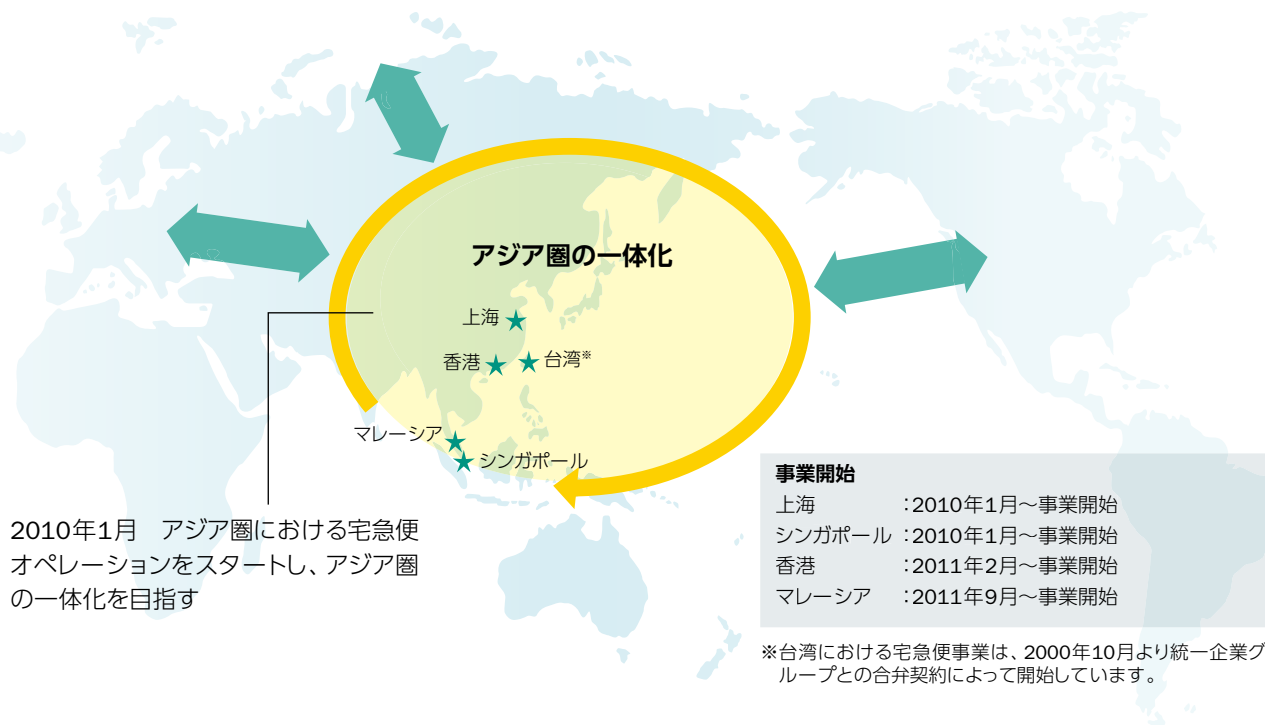 アジア圏の一体化
上海
香港
台湾※
マレーシア
シンガポール
2010年1月　アジア圏における宅急便
オペレーションをスタートし、アジア圏
の一体化を目指す
事業開始
上海　　　　：2010年1月～事業開始
シンガポール：2010年1月～事業開始
香港　　　　：2011年2月～事業開始
マレーシア　：2011年9月～事業開始
※台湾における宅急便事業は、2000年10月より統一企業グ
ループとの合弁契約によって開始しています。